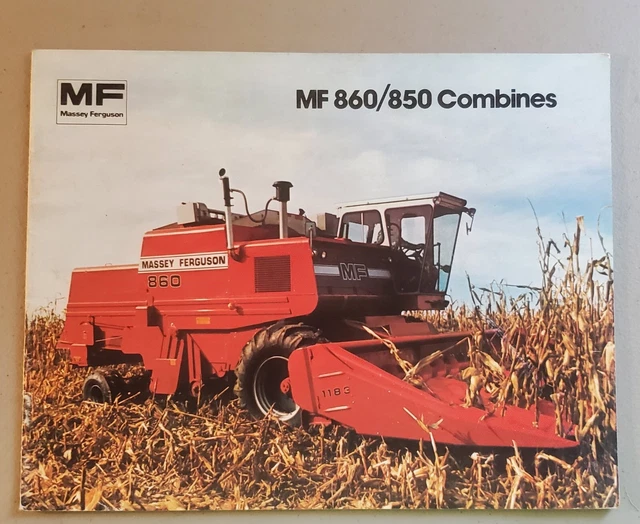 MF
Massey Ferguson
MF 860/850 Combines
MASSEY FERGUSON
860
MF
1183